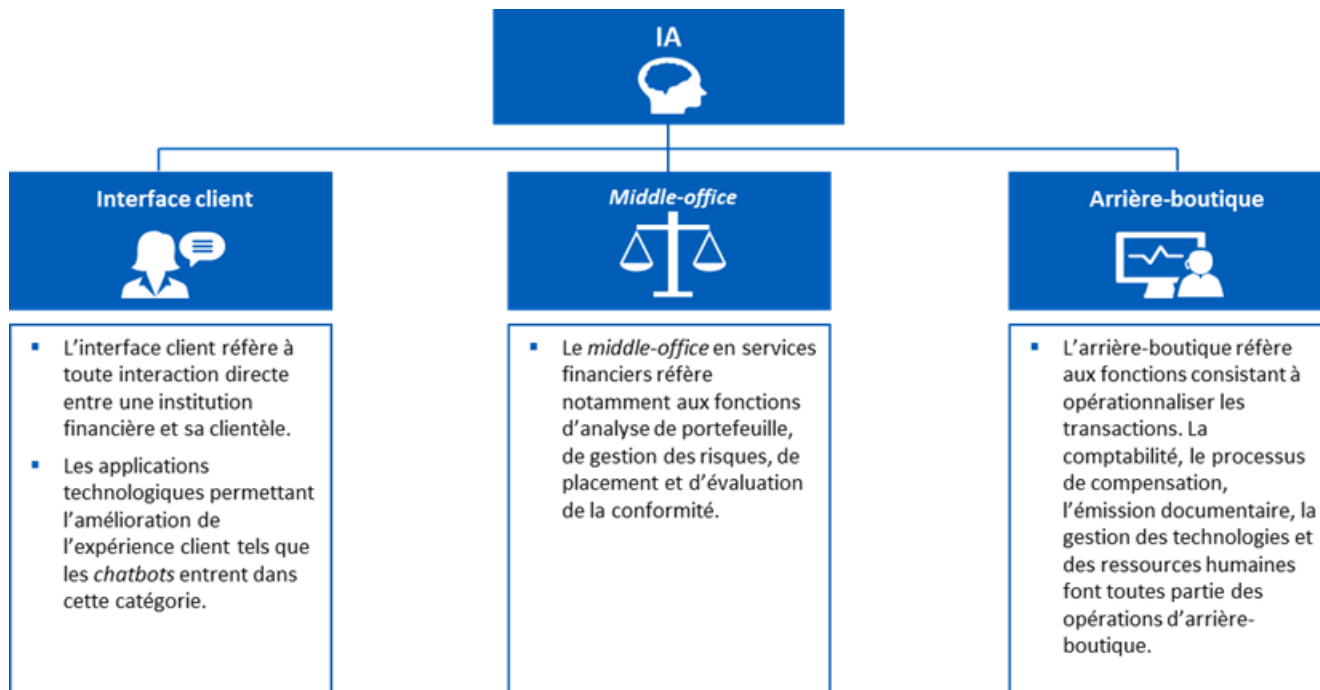 IA
Interface client
L'interface client réfère à
toute interaction directe
entre une institution
financière et sa clientèle.
Les applications
technologiques permettant
l'amélioration de
l'expérience client tels que
les chatbots entrent dans
cette catégorie.
Middle-office
Le middle-office en services
financiers réfère
notamment aux fonctions
d'analyse de portefeuille,
de gestion des risques, de
placement et d'évaluation
de la conformité.
Arrière-boutique
L'arrière-boutique réfère
aux fonctions consistant à
opérationnaliser les
transactions. La
comptabilité, le processus
de compensation,
l'émission documentaire, la
gestion des technologies et
des ressources humaines
font toutes partie des
opérations d'arrière-
boutique.